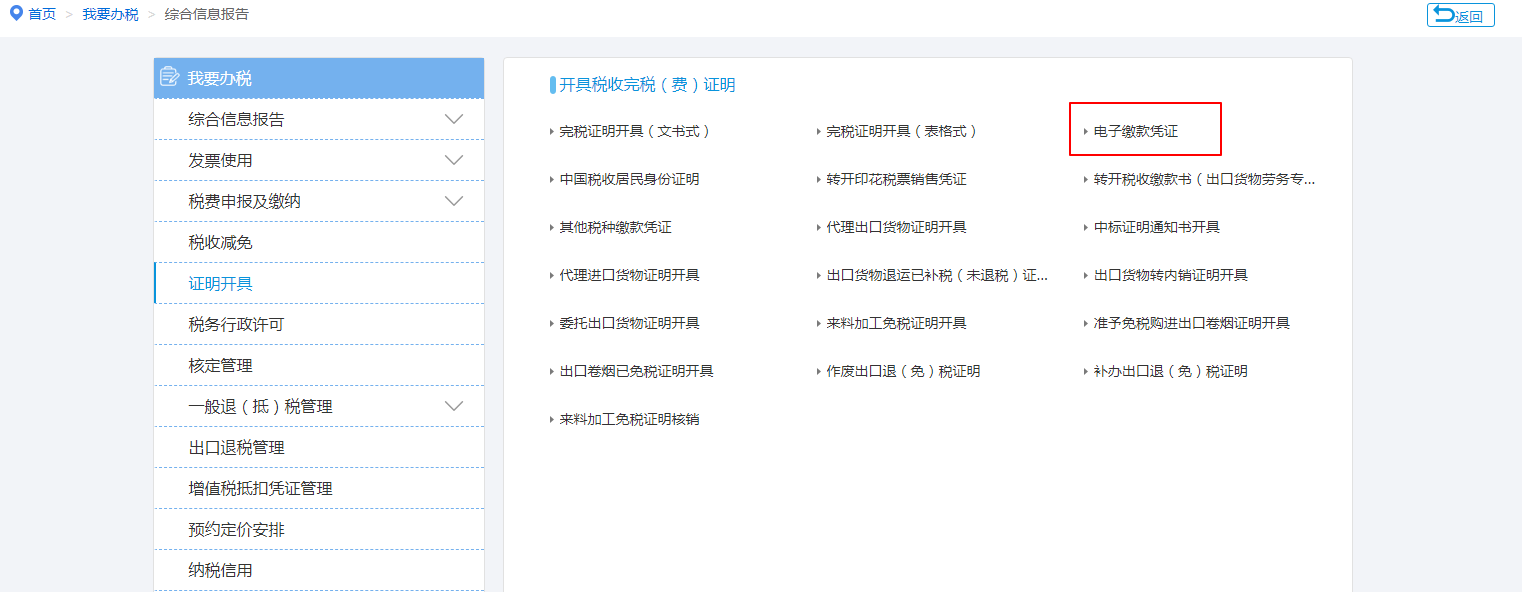 首页 > 我要办税 > 综合信息报告
返回
我要办税
综合信息报告
发票使用
税费申报及缴纳
税收减免
证明开具
税务行政许可
核定管理
一般退（抵）税管理
出口退税管理
增值税抵扣凭证管理
预约定价安排
纳税信用
开具税收完税（费）证明
完税证明开具（文书式） 完税证明开具（表格式） 电子缴款凭证
中国税收居民身份证明 转开印花税票销售凭证 转开税收缴款书（出口货物劳务专...
其他税种缴款凭证 代理出口货物证明开具 中标证明通知书开具
代理进口货物证明开具 出口货物退运已补税（未退税）证... 出口货物转内销证明开具
委托出口货物证明开具 来料加工免税证明开具 准予免税购进出口卷烟证明开具
出口卷烟已免税证明开具 作废出口退（免）税证明 补办出口退（免）税证明
来料加工免税证明核销